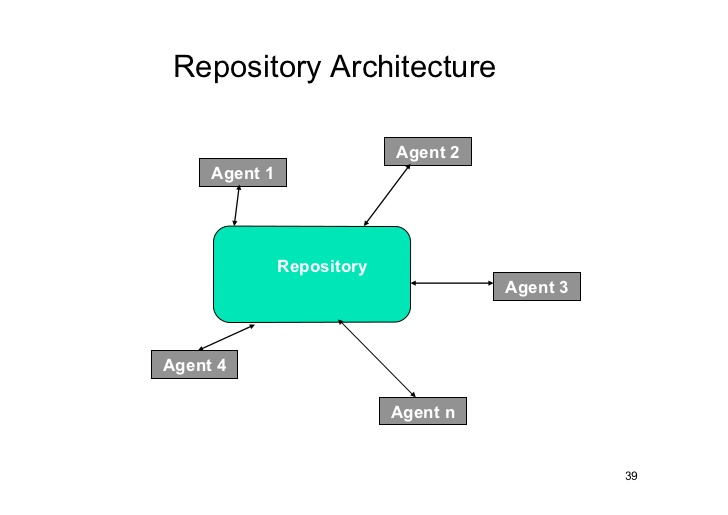 Repository Architecture
Agent 2
Agent 1
Repository
Agent 3
Agent 4
Agent n
39